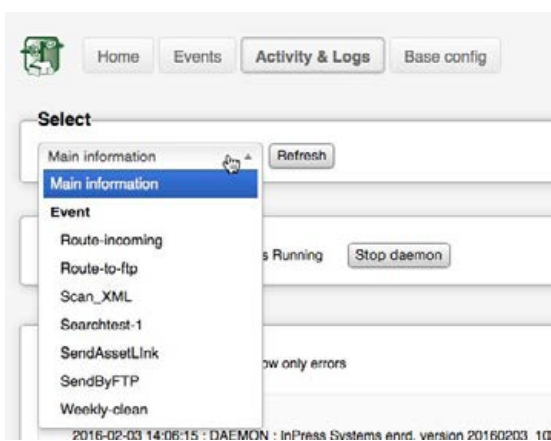 Home Events Activity & Logs Base config
Select
Main information Refresh
Main information
Event
Route-incoming
s Running Stop daemon
Route-to-ftp
Scan_XML
Searchtest-1
SendAssetLInk
ow only errors
SendByFTP
Weekly-clean
2016-02-03 14:06:15 : DAEMON : InPress Systems enrd. version 20160203_10